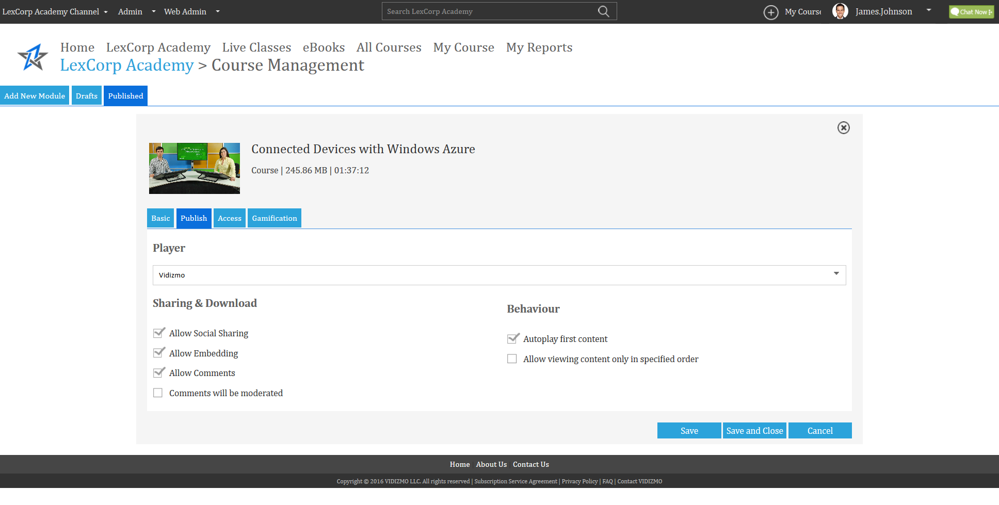 LexCorp Academy Channel Admin Web Admin Search LexCorp Academy My Course James.Johnson Chat Now
Home LexCorp Academy Live Classes eBooks All Courses My Course My Reports
LexCorp Academy > Course Management
Add New Module Drafts Published
Connected Devices with Windows Azure
Course | 245.86 MB | 01:37:12
Basic Publish Access Gamification
Player
Vidizmo
Sharing & Download
Allow Social Sharing
Allow Embedding
Allow Comments
Comments will be moderated
Behaviour
Autoplay first content
Allow viewing content only in specified order
Save Save and Close Cancel
Home | About Us | Contact Us
Copyright © 2016 VIDIZMO LLC. All rights reserved | Subscription Service Agreement | Privacy Policy | FAQ | Contact VIDIZMO